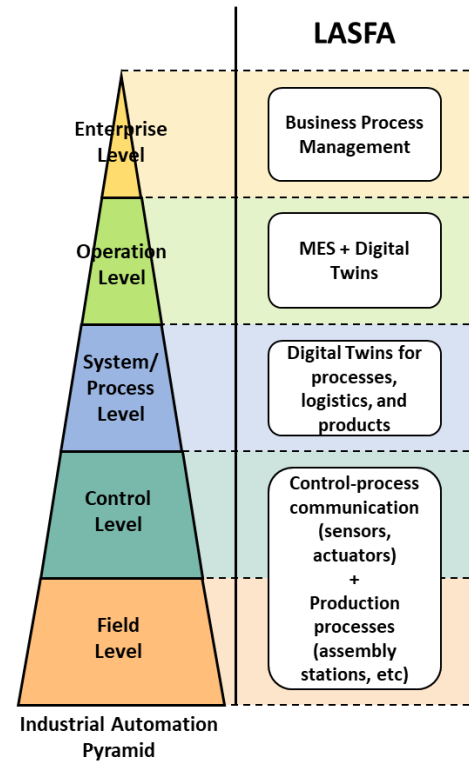 LASFA
Enterprise
Level
Business Process
Management
Operation
Level
MES + Digital
Twins
System/
Process
Level
Digital Twins for
processes,
logistics, and
products
Control
Level
Control-process
communication
(sensors,
actuators)
+
Production
processes
(assembly
stations, etc)
Field
Level
Industrial Automation
Pyramid